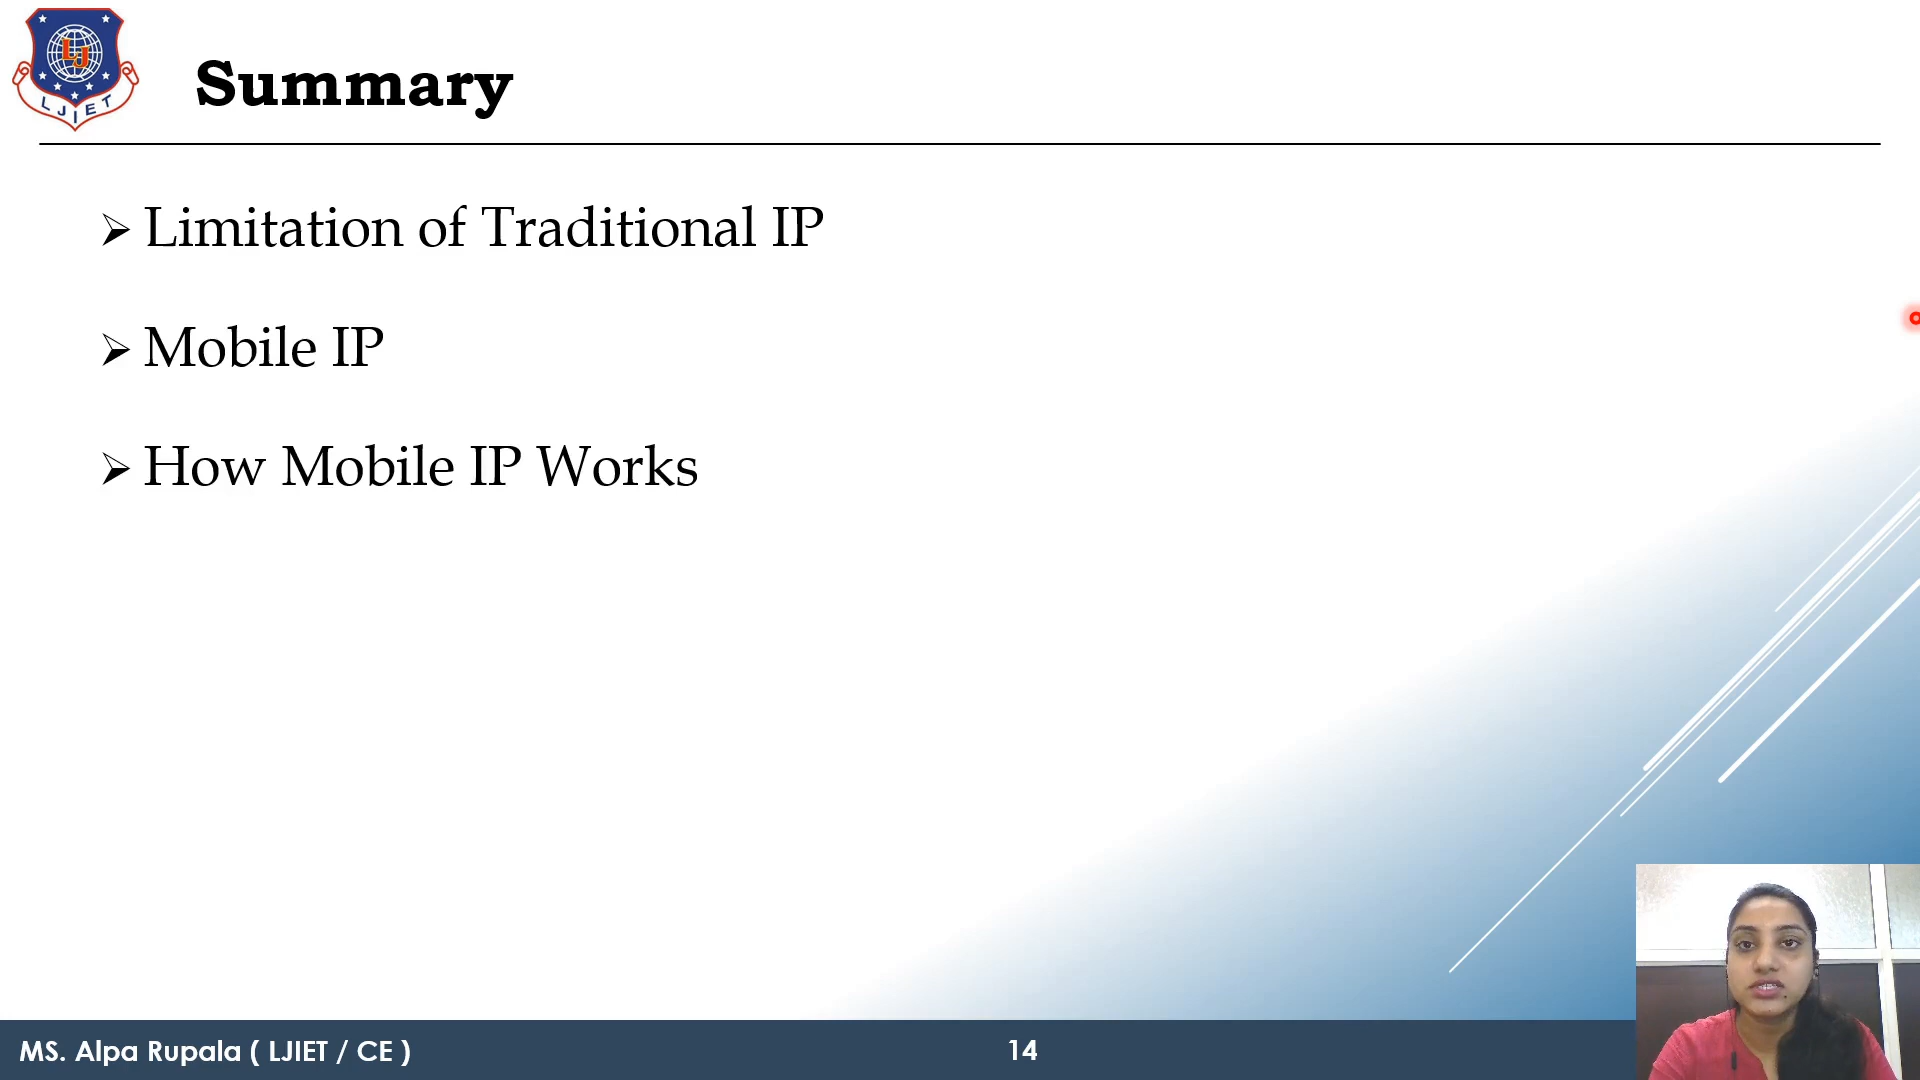 LJ
LJIET
Summary
Limitation of Traditional IP
Mobile IP
How Mobile IP Works
MS. Alpa Rupala ( LJIET / CE )
14